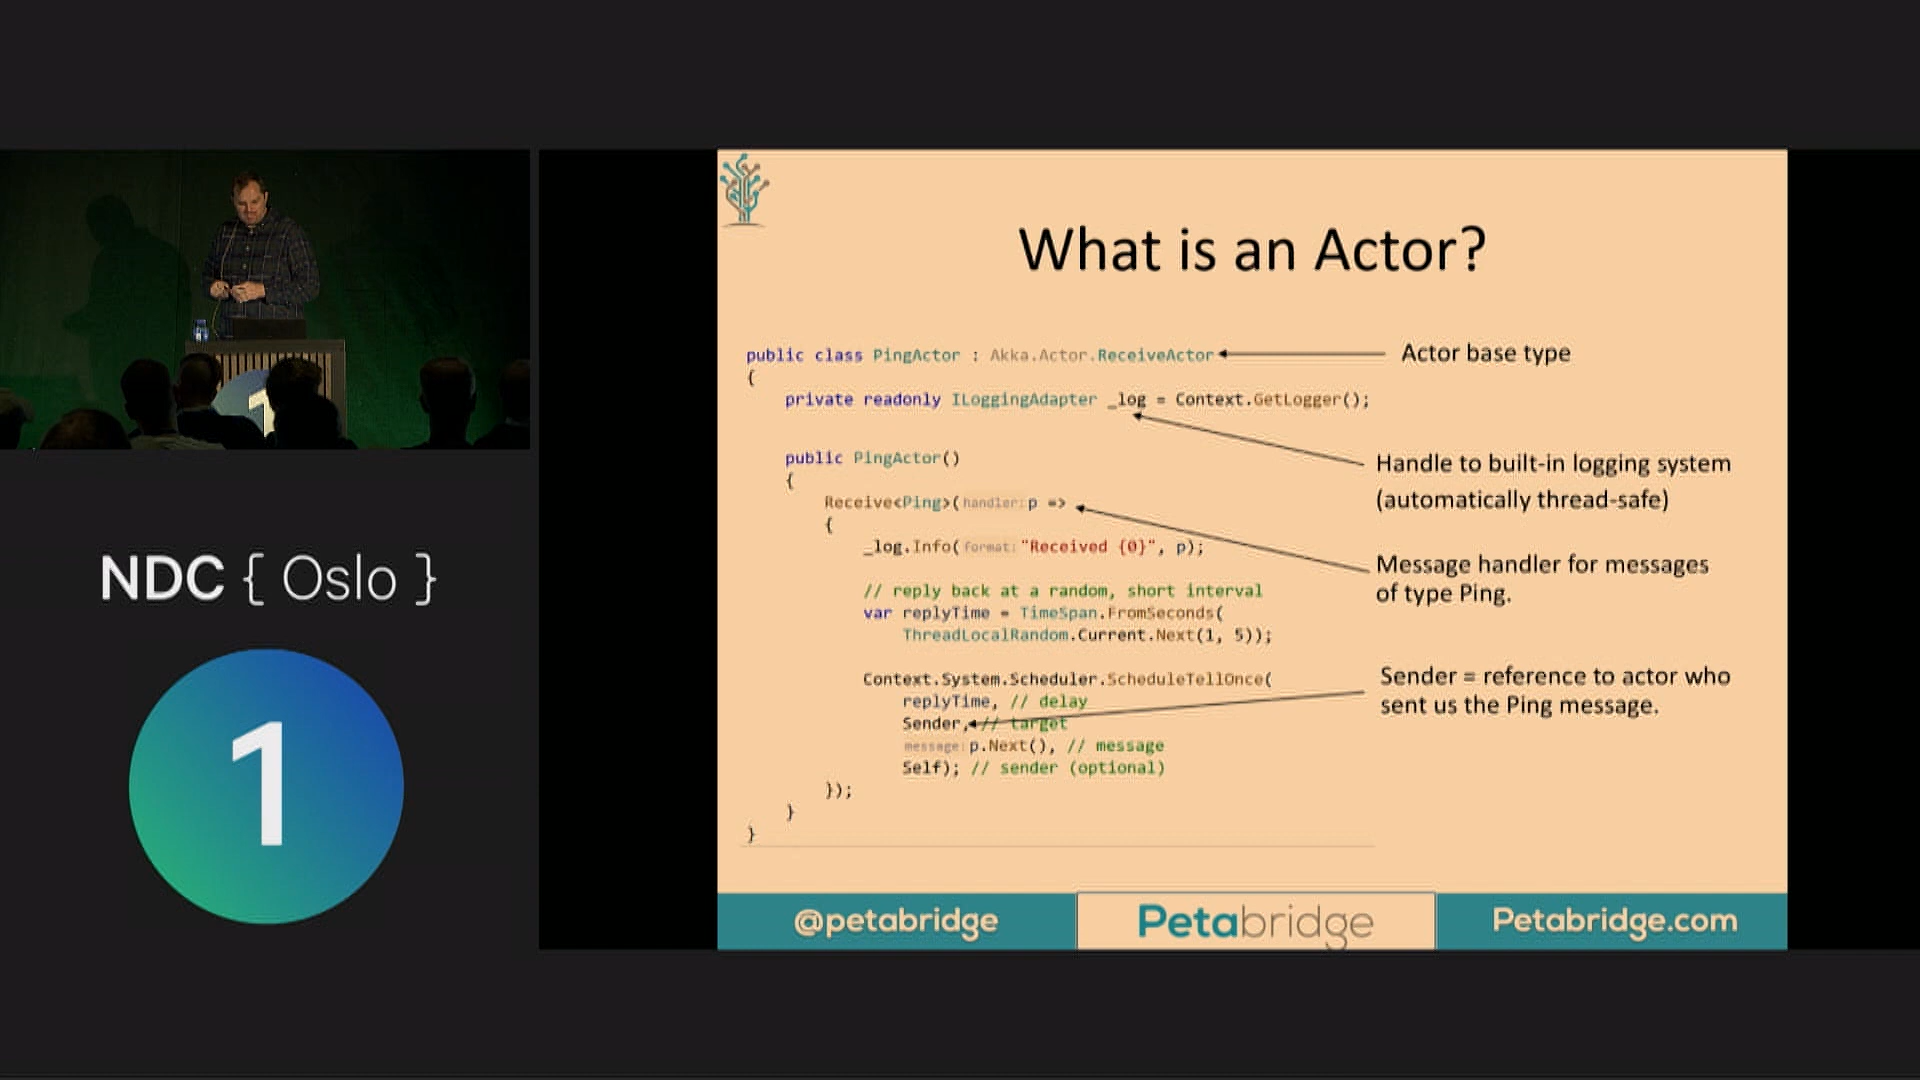 What is an Actor?
public class PingActor : Akka.Actor.ReceiveActor
Actor base type
{
private readonly ILoggingAdapter _log = Context.GetLogger();
Handle to built-in logging system
(automatically thread-safe)
public PingActor()
{
Receive<Ping>(handler: p =>
{
Message handler for messages
of type Ping.
_log.Info(format: "Received {0}", p);
// reply back at a random, short interval
var replyTime = TimeSpan.FromSeconds(
ThreadLocalRandom.Current.Next(1, 5));
Context.System.Scheduler.ScheduleTellOnce(
replyTime, // delay
Sender, // target
message: p.Next(), // message
Self); // sender (optional)
Sender = reference to actor who
sent us the Ping message.
});
}
}
@petabridge
Petabridge
Petabridge.com
NDC { Oslo }
1
1